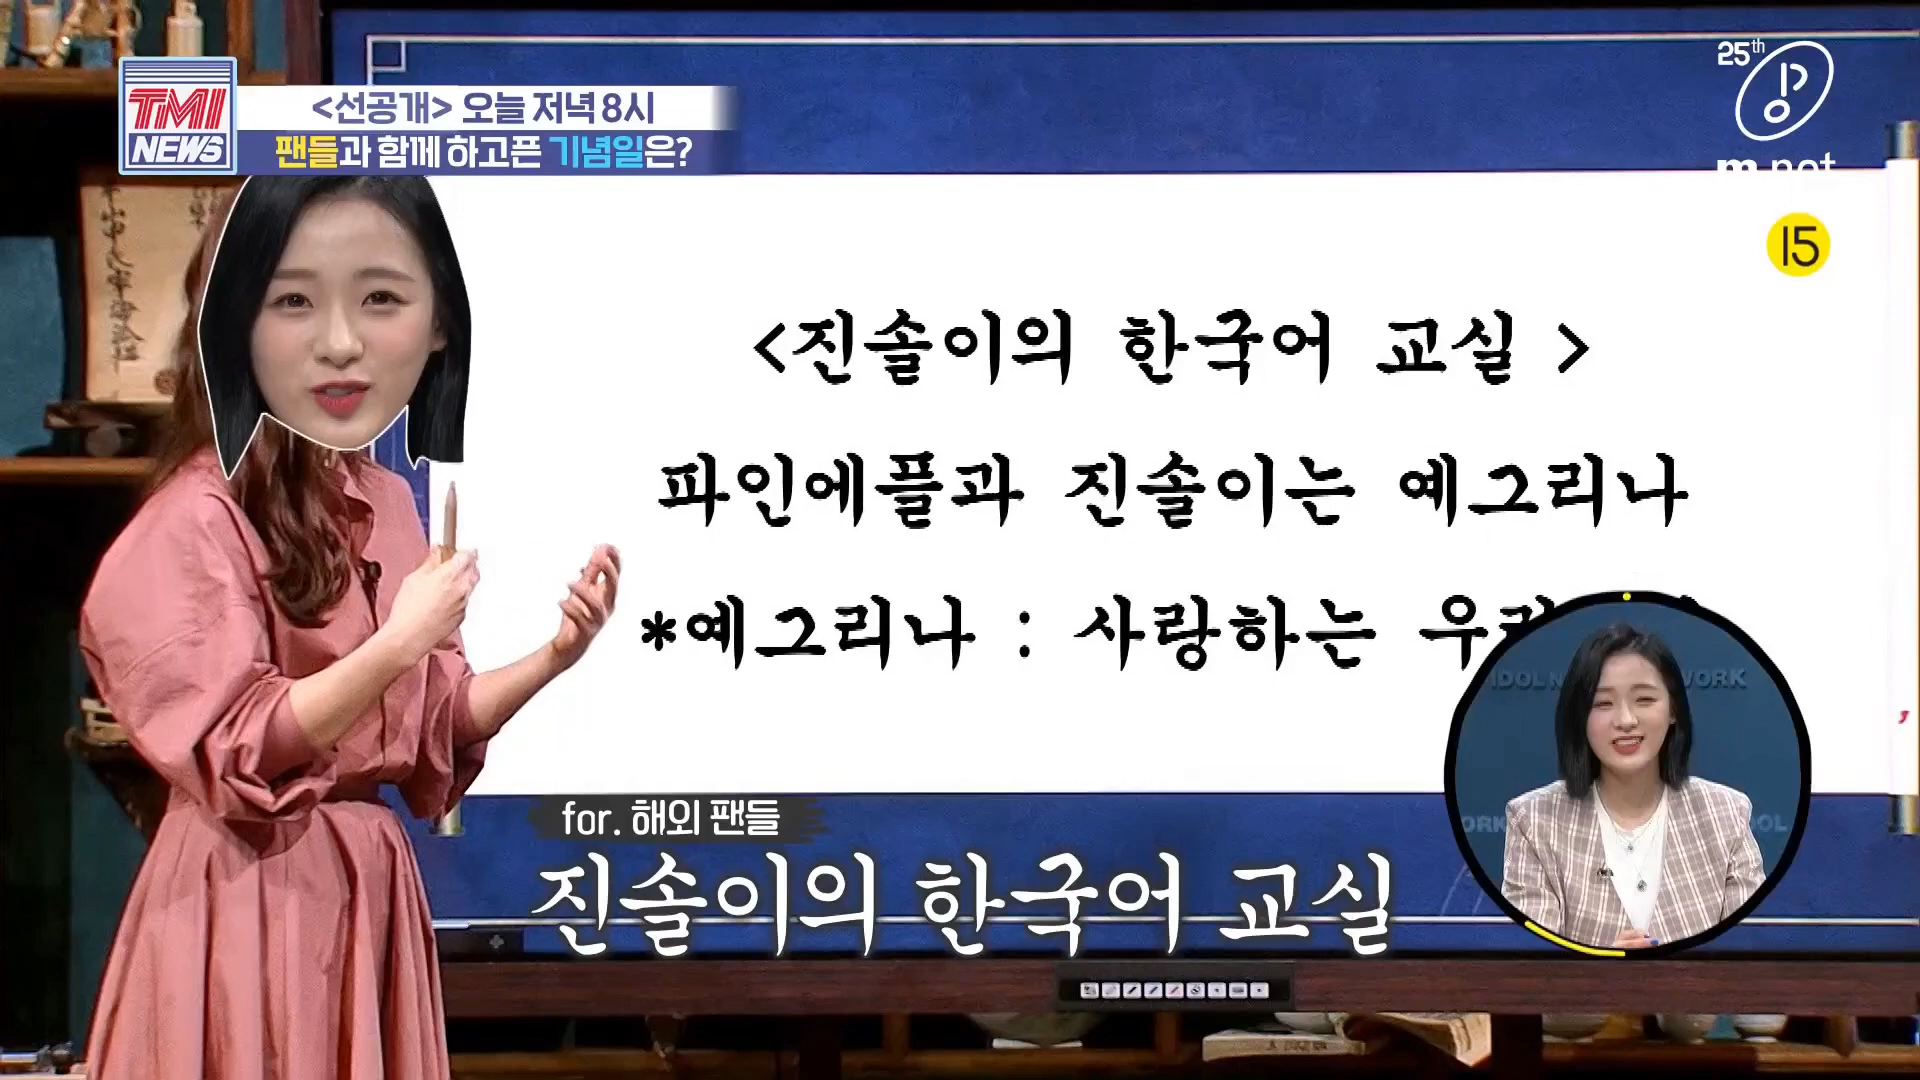 25th
TMI NEWS
<선공개> 오늘 저녁 8시
팬들과 함께 하고픈 기념일은?
15
<진솔이의 한국어 교실 >
파인애플과 진솔이는 예그리나
*예그리나 : 사랑하는
for. 해외 팬들
진솔이의 한국어 교실